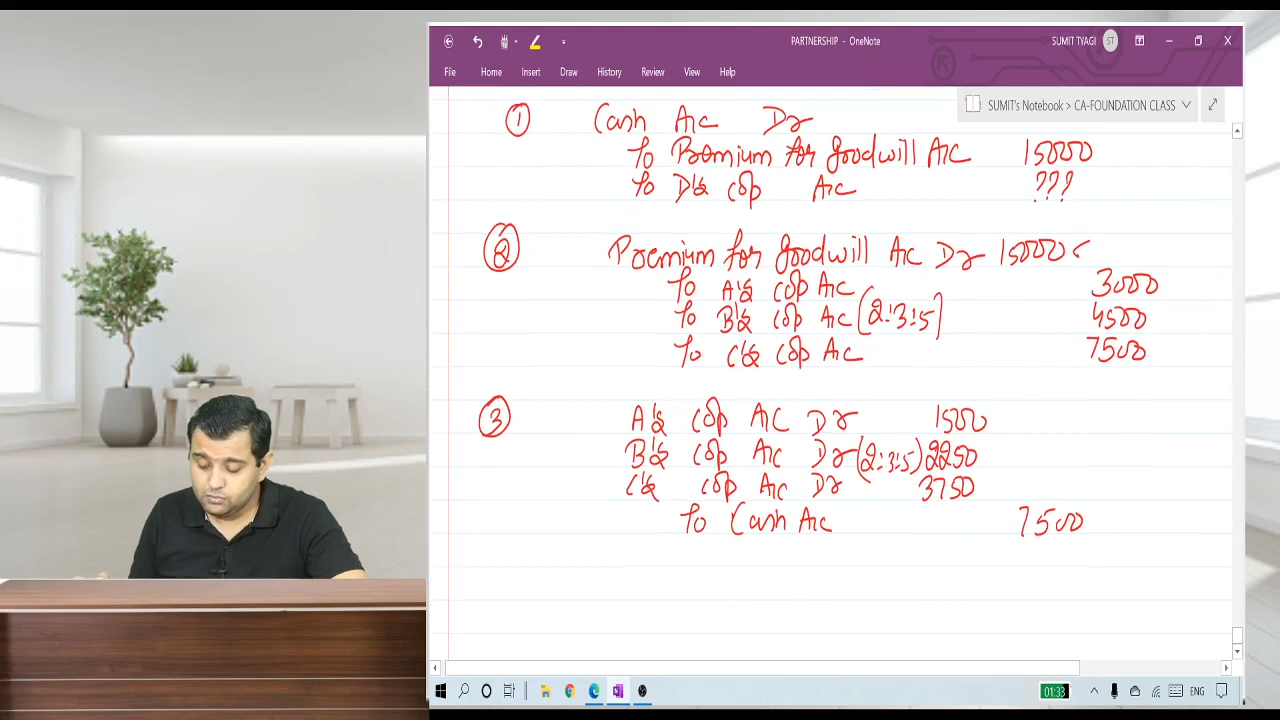 PARTNERSHIP - OneNote
SUMIT TYAGI ST
File Home Insert Draw History Review View Help
SUMIT's Notebook > CA-FOUNDATION CLASS
① Cash A/c Dr
To Premium for goodwill A/c 15000
To D's cap A/c ???
② Premium for goodwill A/c Dr 15000
To A's cap A/c 3000
To B's cap A/c (2:3:5) 4500
To C's cap A/c 7500
③ A's cap A/c Dr 1500
B's cap A/c Dr (2:3:5) 2250
C's cap A/c Dr 3750
To Cash A/c 7500
01:33 ENG